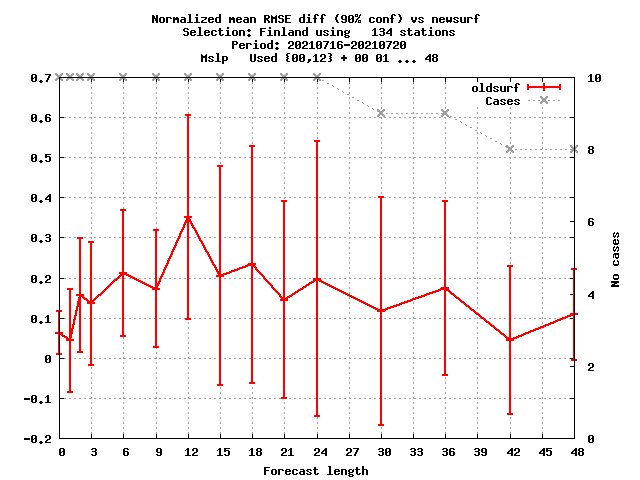 Normalized mean RMSE diff (90% conf) vs newsurf
Selection: Finland using   134 stations
Period: 20210716-20210720
Mslp   Used {00,12} + 00 01 ... 48
oldsurf
Cases
0.7
0.6
0.5
0.4
0.3
0.2
0.1
0
-0.1
-0.2
10
8
6
4
2
0
No cases
0 3 6 9 12 15 18 21 24 27 30 33 36 39 42 45 48
Forecast length